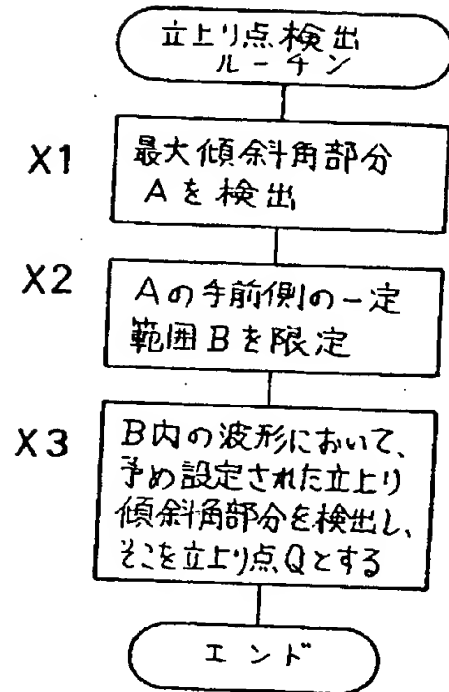 立上り点検出
ルーチン
X1
最大傾斜角部分
Aを検出
X2
Aの手前側の一定
範囲Bを限定
X3
B内の波形において、
予め設定された立上り
傾斜角部分を検出し、
そこを立上り点Qとする
エンド